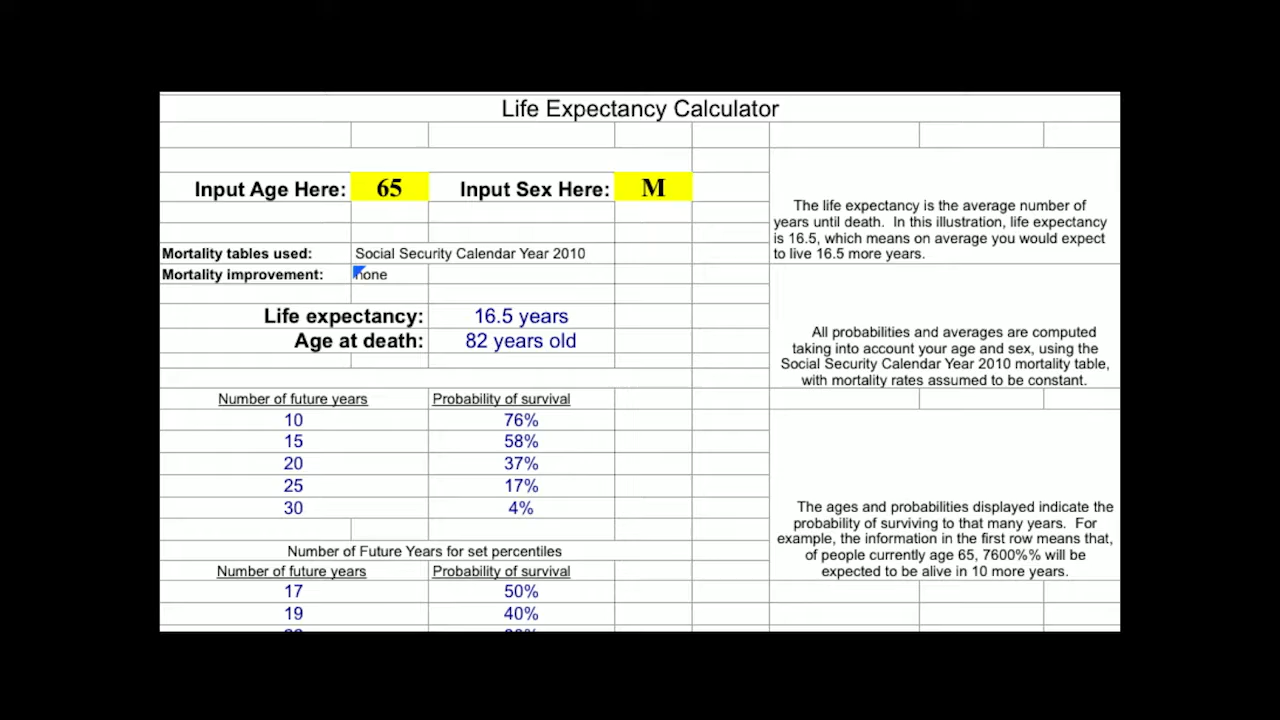 Life Expectancy Calculator
Input Age Here: 65 Input Sex Here: M
The life expectancy is the average number of
years until death. In this illustration, life expectancy
is 16.5, which means on average you would expect
to live 16.5 more years.
Mortality tables used: Social Security Calendar Year 2010
Mortality improvement: none
Life expectancy: 16.5 years
Age at death: 82 years old
All probabilities and averages are computed
taking into account your age and sex, using the
Social Security Calendar Year 2010 mortality table,
with mortality rates assumed to be constant.
Number of future years Probability of survival
10 76%
15 58%
20 37%
25 17%
30 4%
The ages and probabilities displayed indicate the
probability of surviving to that many years. For
example, the information in the first row means that,
of people currently age 65, 7600%% will be
expected to be alive in 10 more years.
Number of Future Years for set percentiles
Number of future years Probability of survival
17 50%
19 40%